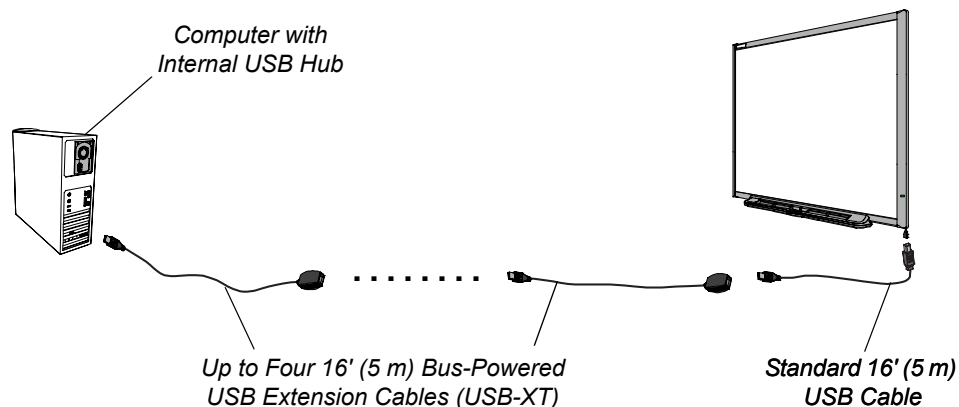 Computer with
Internal USB Hub
Up to Four 16' (5 m) Bus-Powered
USB Extension Cables (USB-XT)
Standard 16' (5 m)
USB Cable